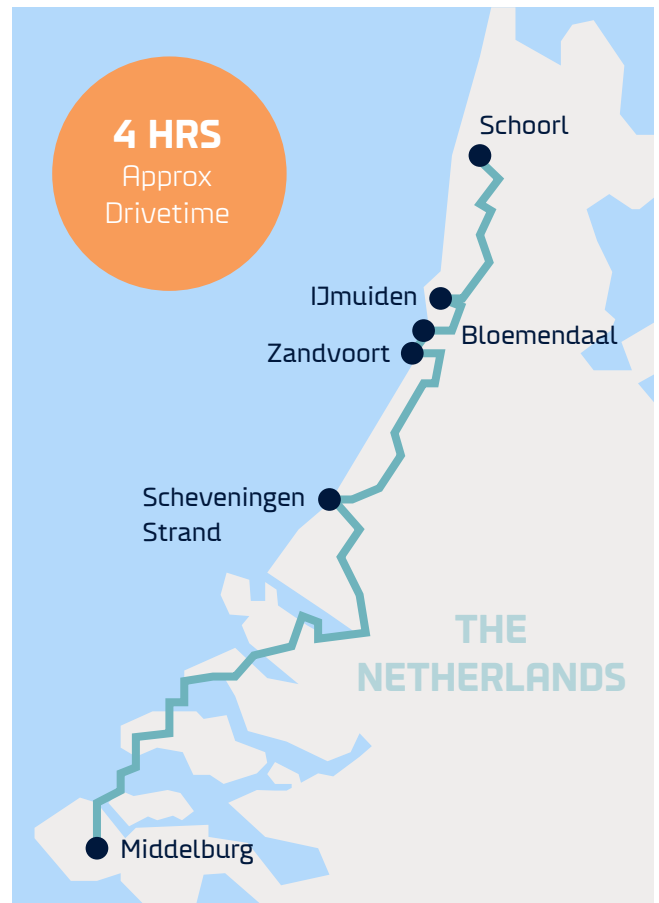 4 HRS
Approx
Drivetime
Schoorl
IJmuiden
Bloemendaal
Zandvoort
Scheveningen
Strand
THE
NETHERLANDS
Middelburg